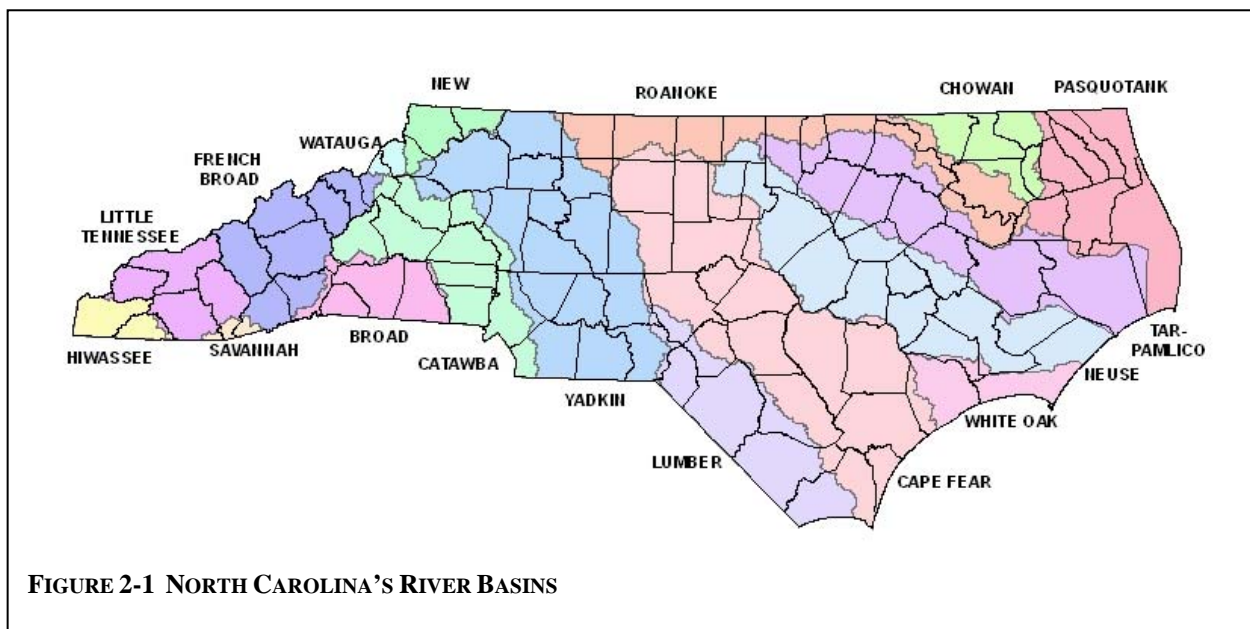 NEW
ROANOKE
CHOWAN
PASQUOTANK
WATAUGA
FRENCH
BROAD
LITTLE
TENNESSEE
HIWASSEE
SAVANNAH
BROAD
CATAWBA
YADKIN
LUMBER
CAPE FEAR
WHITE OAK
NEUSE
TAR-
PAMLICO
FIGURE 2-1 NORTH CAROLINA'S RIVER BASINS